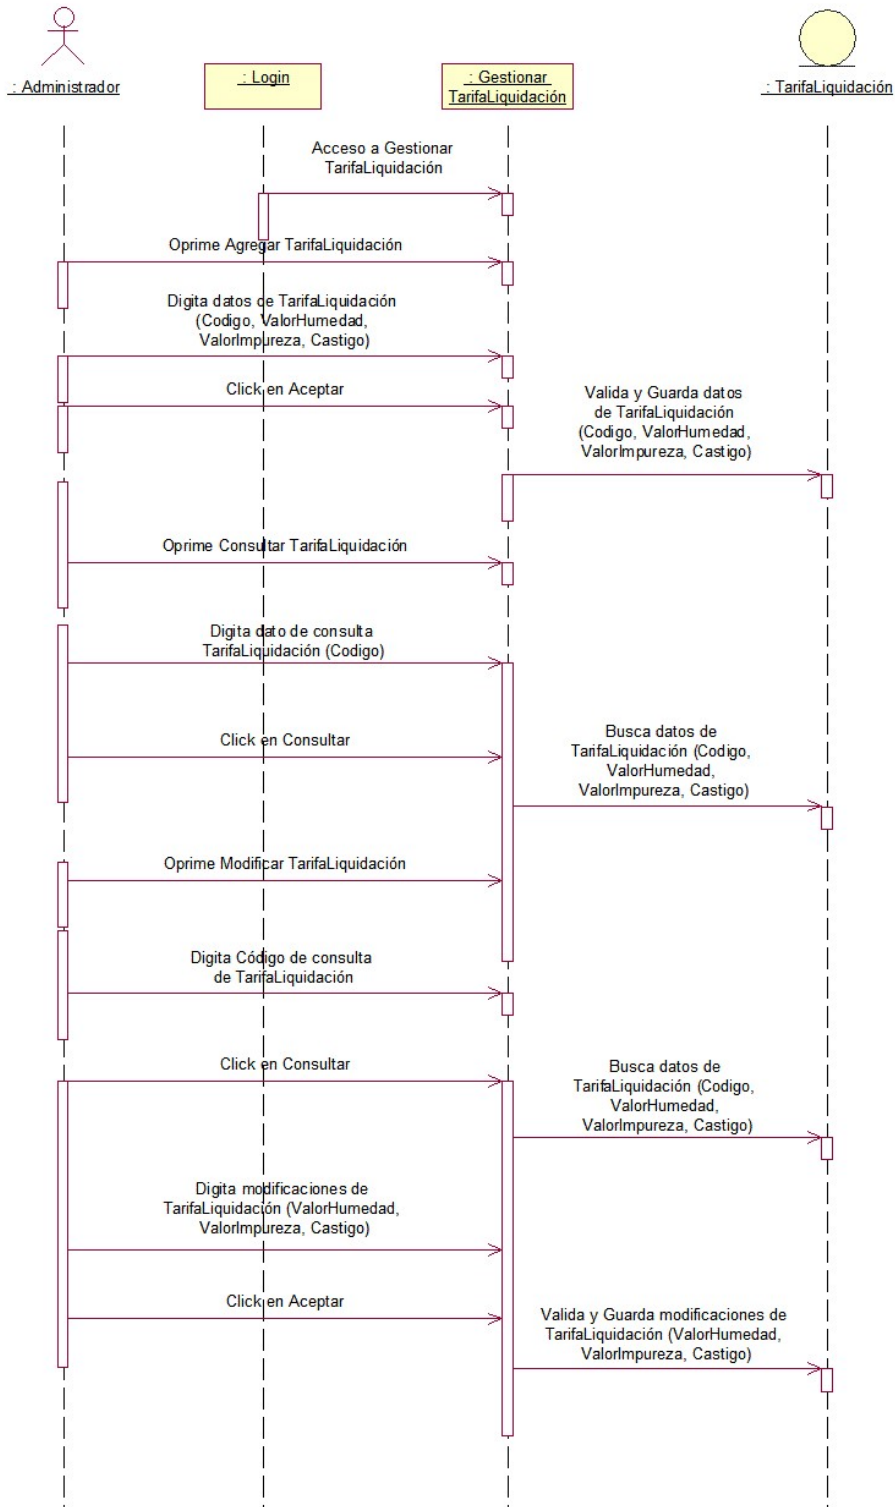 : Administrador
: Login
: Gestionar
TarifaLiquidación
: TarifaLiquidación
Acceso a Gestionar
TarifaLiquidación
Oprime Agregar TarifaLiquidación
Digita datos de TarifaLiquidación
(Codigo, ValorHumedad,
ValorImpureza, Castigo)
Click en Aceptar
Valida y Guarda datos
de TarifaLiquidación
(Codigo, ValorHumedad,
ValorImpureza, Castigo)
Oprime Consultar TarifaLiquidación
Digita dato de consulta
TarifaLiquidación (Codigo)
Click en Consultar
Busca datos de
TarifaLiquidación (Codigo,
ValorHumedad,
ValorImpureza, Castigo)
Oprime Modificar TarifaLiquidación
Digita Código de consulta
de TarifaLiquidación
Click en Consultar
Busca datos de
TarifaLiquidación (Codigo,
ValorHumedad,
ValorImpureza, Castigo)
Digita modificaciones de
TarifaLiquidación (ValorHumedad,
ValorImpureza, Castigo)
Click en Aceptar
Valida y Guarda modificaciones de
TarifaLiquidación (ValorHumedad,
ValorImpureza, Castigo)